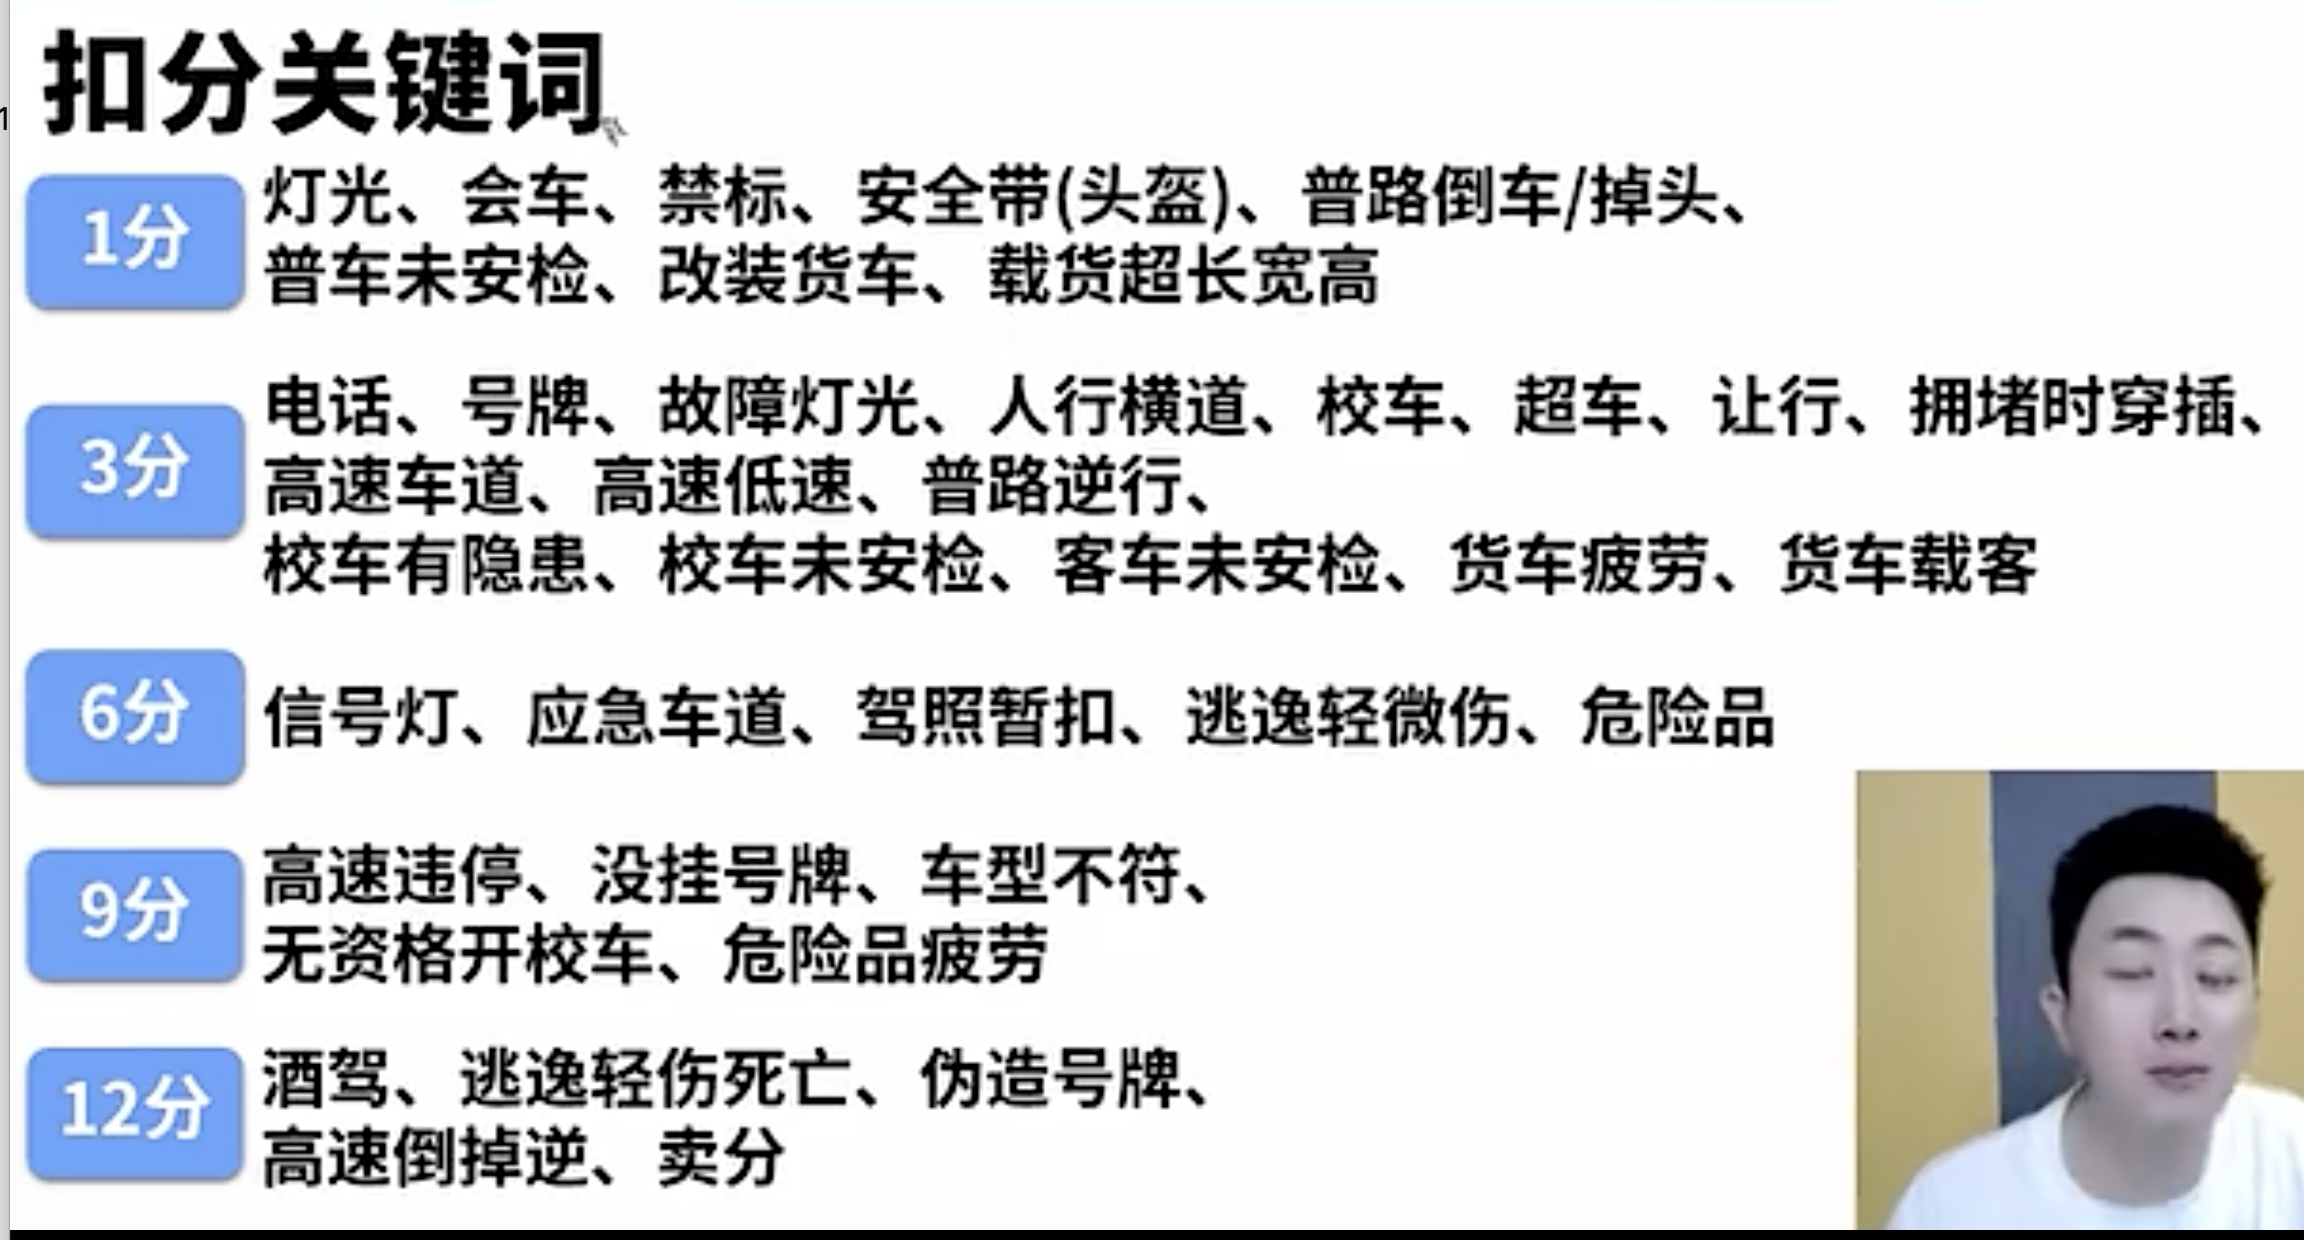 扣分关键词
1
1分
灯光、会车、禁标、安全带(头盔)、普路倒车/掉头、
普车未安检、改装货车、载货超长宽高
3分
电话、号牌、故障灯光、人行横道、校车、超车、让行、拥堵时穿插、
高速车道、高速低速、普路逆行、
校车有隐患、校车未安检、客车未安检、货车疲劳、货车载客
6分
信号灯、应急车道、驾照暂扣、逃逸轻微伤、危险品
9分
高速违停、没挂号牌、车型不符、
无资格开校车、危险品疲劳
12分
酒驾、逃逸轻伤死亡、伪造号牌、
高速倒掉逆、卖分